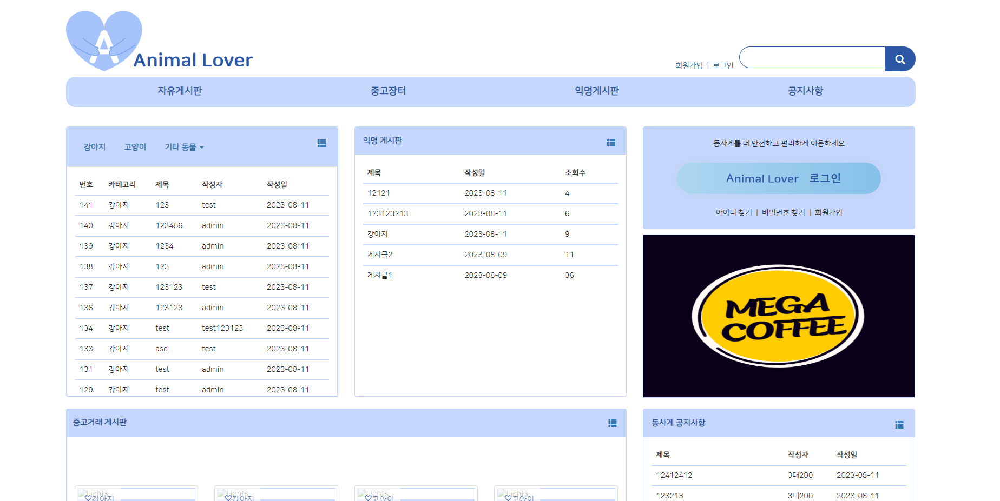 A
Animal Lover
회원가입 | 로그인
자유게시판 중고장터 익명게시판 공지사항
강아지 고양이 기타 동물
번호 카테고리 제목 작성자 작성일
141 강아지 123 test 2023-08-11
140 강아지 123456 admin 2023-08-11
139 강아지 1234 admin 2023-08-11
138 강아지 123 admin 2023-08-11
137 강아지 123123 test 2023-08-11
136 강아지 123123 admin 2023-08-11
134 강아지 test test123123 2023-08-11
133 강아지 asd test 2023-08-11
131 강아지 test admin 2023-08-11
129 강아지 test admin 2023-08-11
익명 게시판
제목 작성일 조회수
12121 2023-08-11 4
123123213 2023-08-11 6
강아지 2023-08-11 9
게시글2 2023-08-09 11
게시글1 2023-08-09 36
동사게를 더 안전하고 편리하게 이용하세요
Animal Lover 로그인
아이디 찾기 | 비밀번호 찾기 | 회원가입
MEGA
COFFEE
중고거래 게시판
Lights Lights Lights Lights
♡강아지 ♡강아지 ♡고양이 ♡고양이
동사게 공지사항
제목 작성자 작성일
12412412 3대200 2023-08-11
123213 3대200 2023-08-11